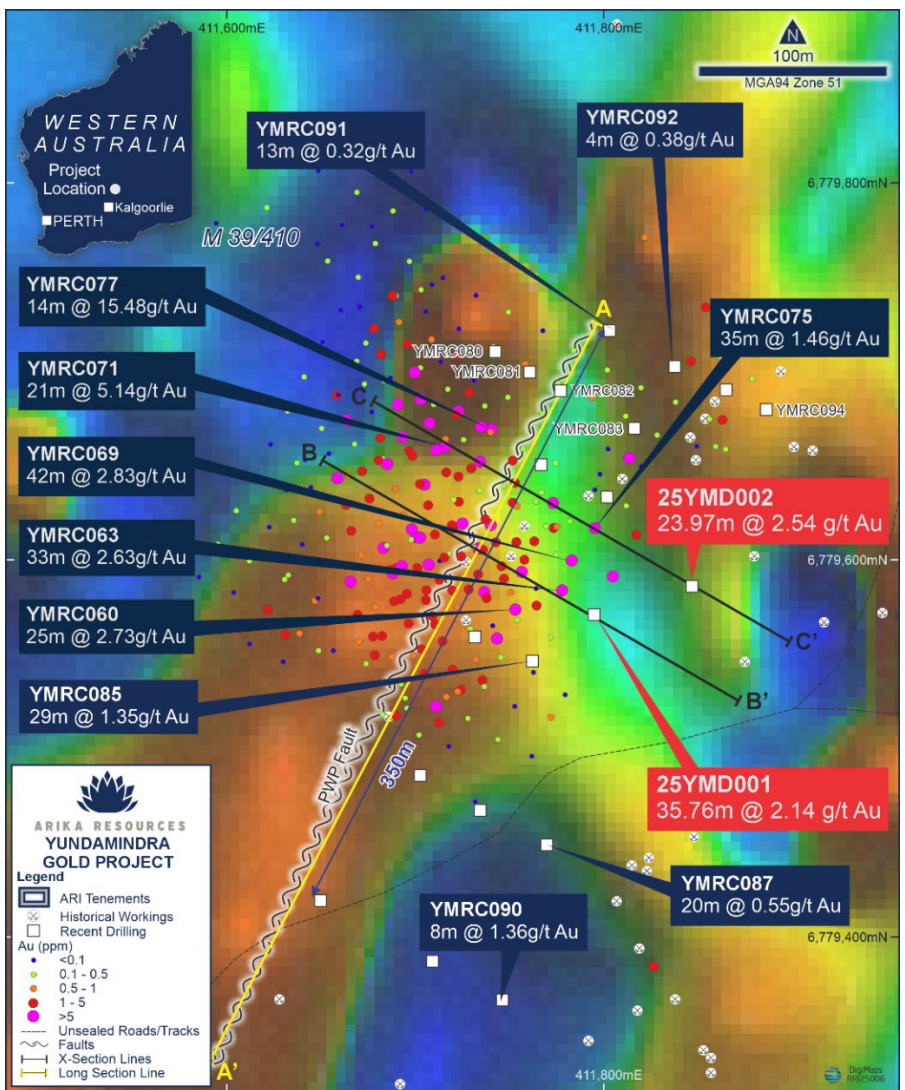 411,600mE
411,800mE
N
100m
MGA94 Zone 51
WESTERN
AUSTRALIA
Project
Location
Kalgoorlie
PERTH
M 39/410
YMRC091
13m @ 0.32g/t Au
YMRC092
4m @ 0.38g/t Au
6,779,800mN
YMRC077
14m @ 15.48g/t Au
YMRC071
21m @ 5.14g/t Au
YMRC069
42m @ 2.83g/t Au
YMRC063
33m @ 2.63g/t Au
YMRC060
25m @ 2.73g/t Au
YMRC085
29m @ 1.35g/t Au
A
YMRC075
35m @ 1.46g/t Au
YMRC080
YMRC081
YMRC082
YMRC083
YMRC094
C
B
25YMD002
23.97m @ 2.54 g/t Au
6,779,600mN
C'
B'
25YMD001
35.76m @ 2.14 g/t Au
PWP Fault
350m
YMRC087
20m @ 0.55g/t Au
YMRC090
8m @ 1.36g/t Au
6,779,400mN
A'
411,800mE
ARIKA RESOURCES
YUNDAMINDRA
GOLD PROJECT
Legend
ARI Tenements
Historical Workings
Recent Drilling
Au (ppm)
<0.1
0.1 - 0.5
0.5 - 1
1 - 5
>5
Unsealed Roads/Tracks
Faults
X-Section Lines
Long Section Line
DigiMaps
ARI25006